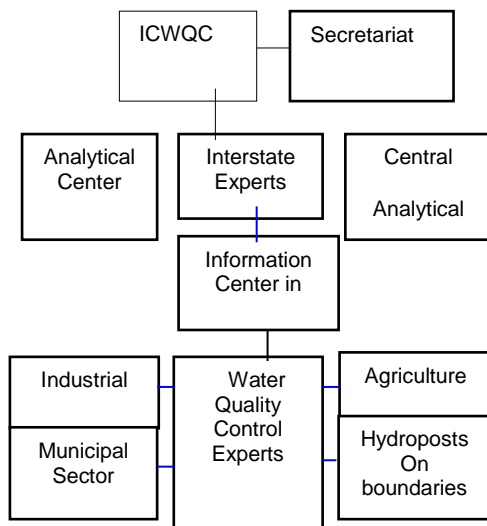 ICWQC
Secretariat
Analytical
Center
Interstate
Experts
Central
Analytical
Information
Center in
Industrial
Water
Quality
Control
Experts
Agriculture
Municipal
Sector
Hydroposts
On
boundaries